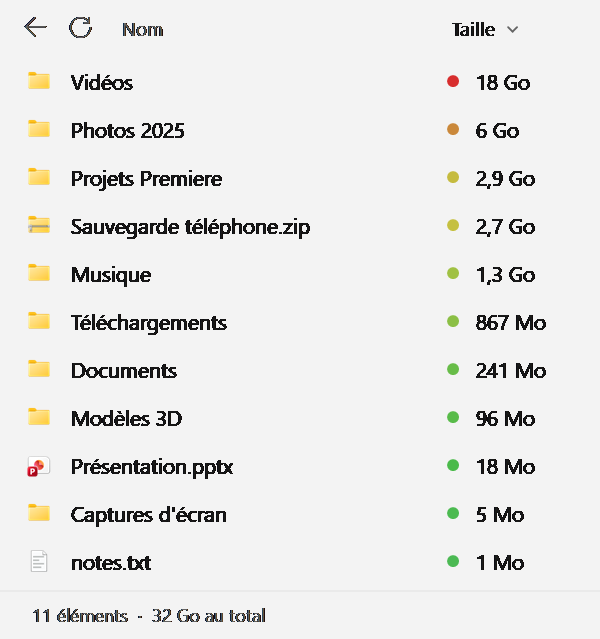 Nom Taille
Vidéos 18 Go
Photos 2025 6 Go
Projets Premiere 2,9 Go
Sauvegarde téléphone.zip 2,7 Go
Musique 1,3 Go
Téléchargements 867 Mo
Documents 241 Mo
Modèles 3D 96 Mo
P Présentation.pptx 18 Mo
Captures d'écran 5 Mo
notes.txt 1 Mo
11 éléments - 32 Go au total